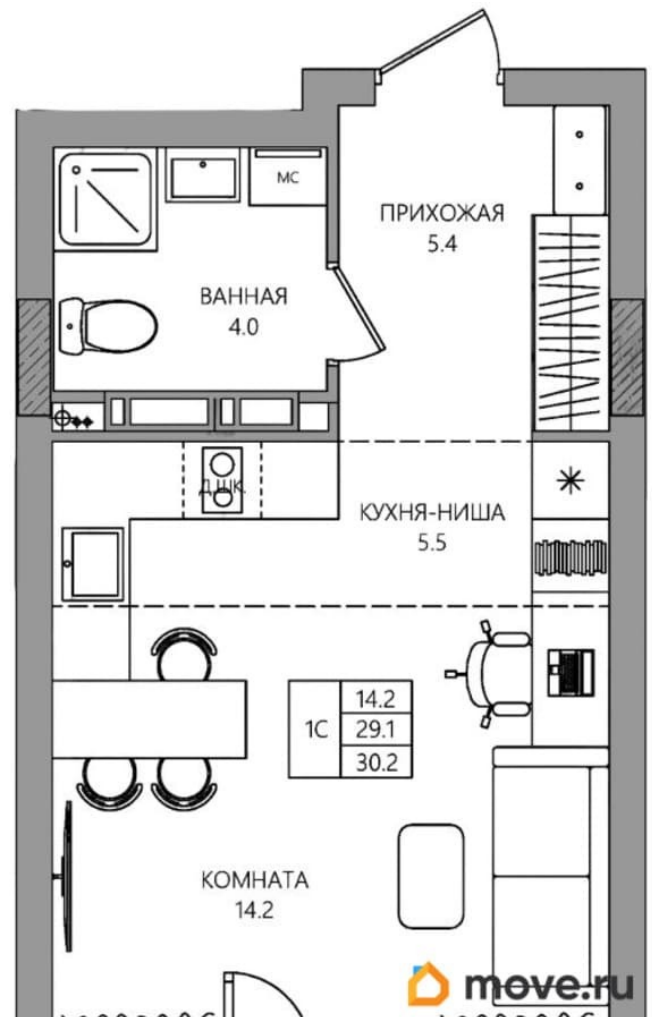 МС
ПРИХОЖАЯ
5.4
ВАННАЯ
4.0
Д.ШК.
КУХНЯ-НИША
5.5
1С
14.2
29.1
30.2
КОМНАТА
14.2
move.ru